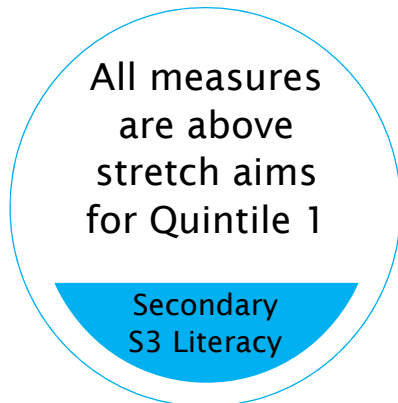 All measures
are above
stretch aims
for Quintile 1
Secondary
S3 Literacy